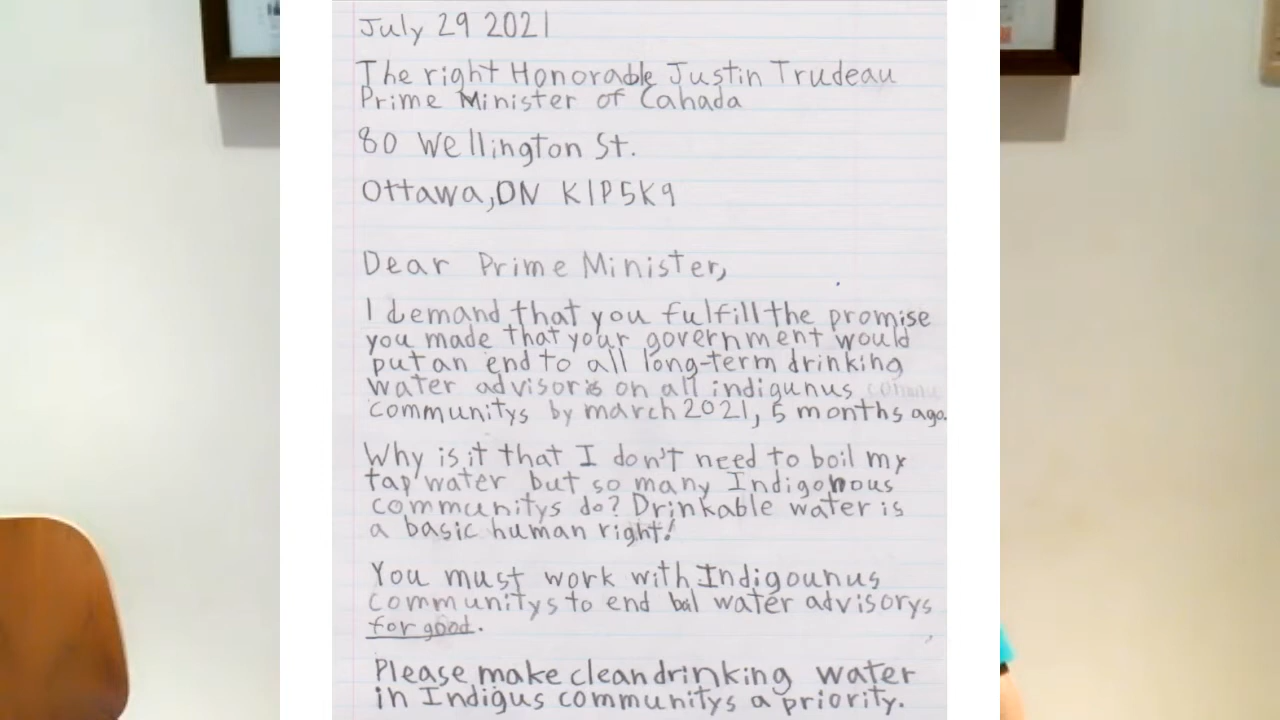 July 29 2021
The right Honorable Justin Trudeau
Prime Minister of Canada
80 Wellington St.
Ottawa, ON K1P5K9
Dear Prime Minister,
I demand that you fulfill the promise
you made that your government would
put an end to all long-term drinking
water advisoris on all indigunus
communitys by march 2021, 5 months ago.
Why is it that I don't need to boil my
tap water but so many Indigonous
communitys do? Drinkable water is
a basic human right!
You must work with Indigounus
communitys to end boil water advisorys
for good.
Please make clean drinking water
in Indigus communitys a priority.